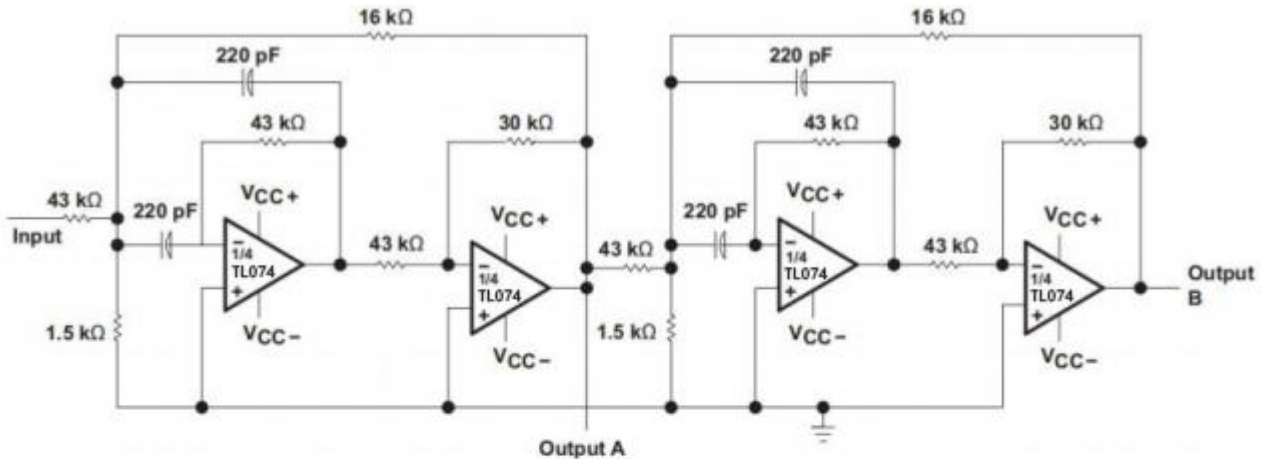 16 kΩ
16 kΩ
220 pF
220 pF
43 kΩ
30 kΩ
43 kΩ
30 kΩ
43 kΩ
Input
220 pF
VCC+
−
1/4
TL074
+
VCC−
1.5 kΩ
43 kΩ
VCC+
−
1/4
TL074
+
VCC−
43 kΩ
1.5 kΩ
220 pF
VCC+
−
1/4
TL074
+
VCC−
43 kΩ
VCC+
−
1/4
TL074
+
VCC−
Output
B
Output A